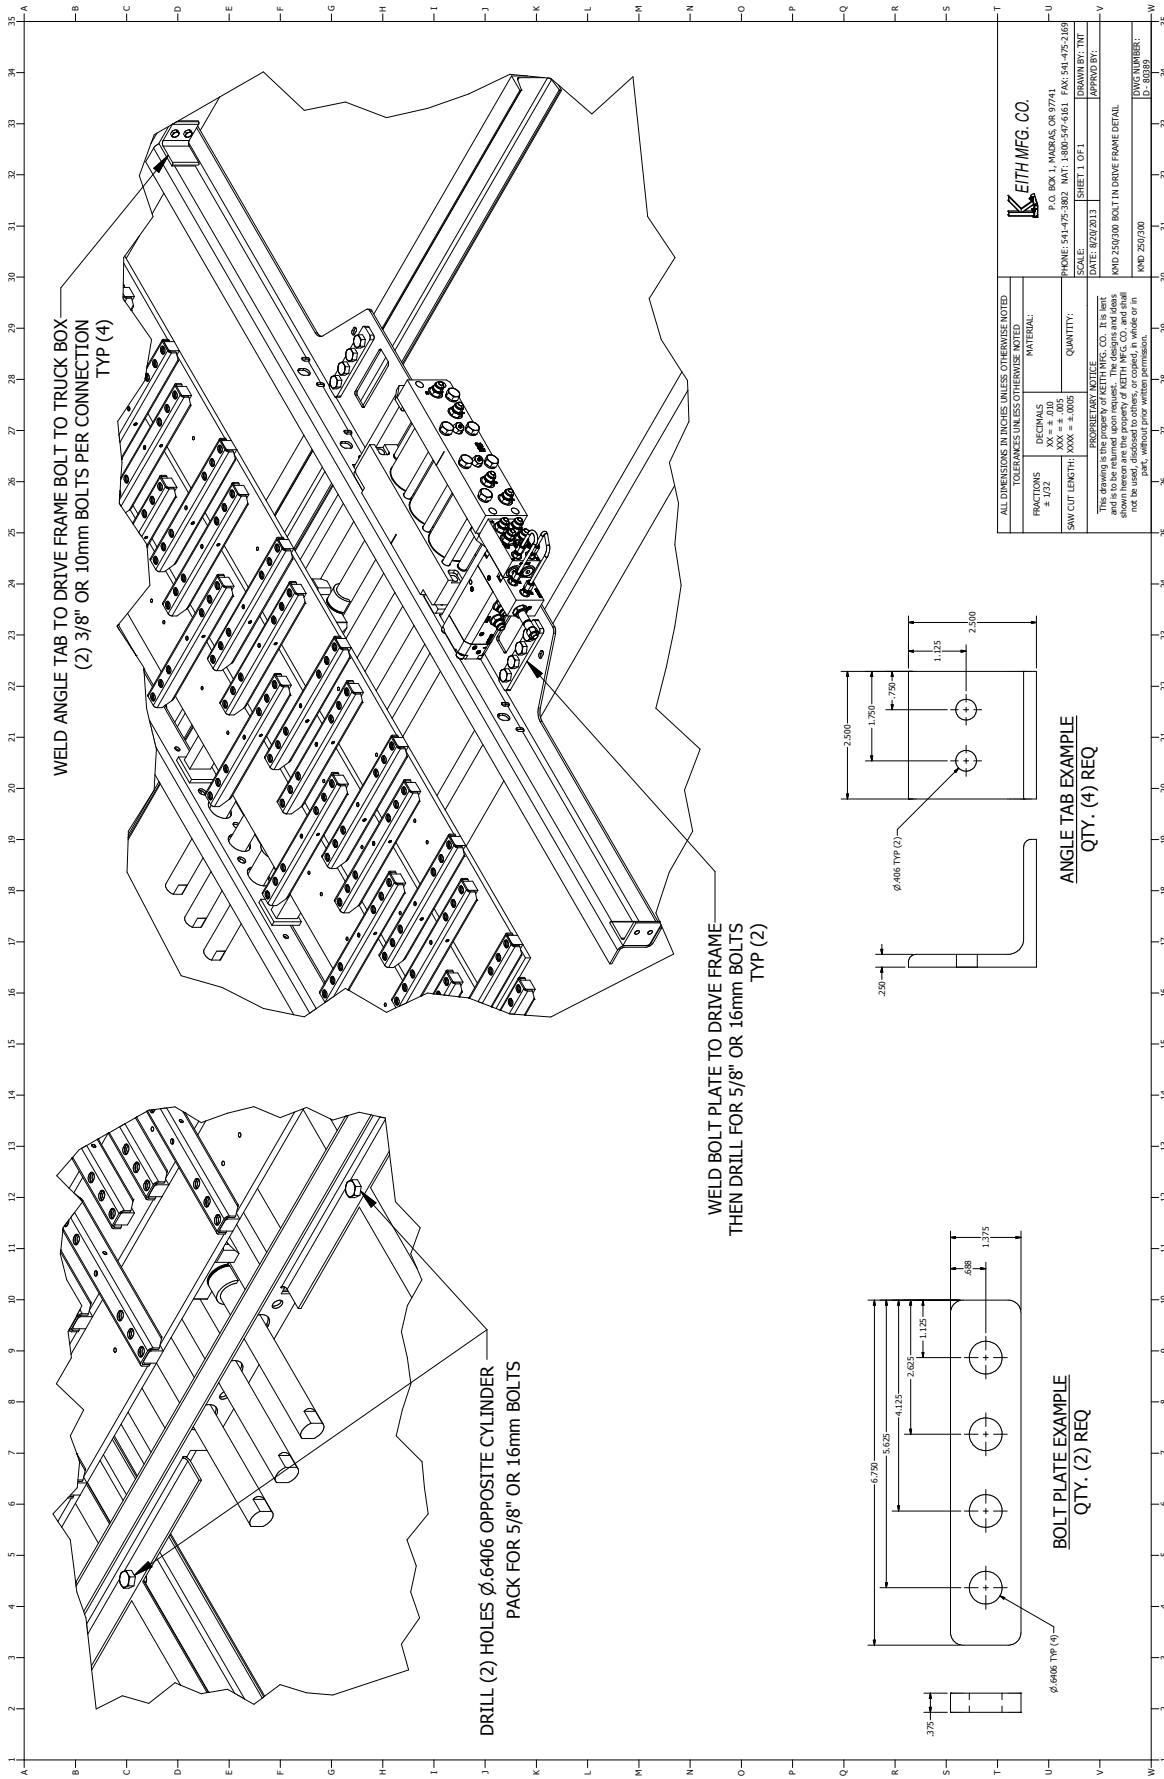 WELD ANGLE TAB TO DRIVE FRAME BOLT TO TRUCK BOX
(2) 3/8" OR 10mm BOLTS PER CONNECTION
TYP (4)
DRILL (2) HOLES Ø.6406 OPPOSITE CYLINDER
PACK FOR 5/8" OR 16mm BOLTS
WELD BOLT PLATE TO DRIVE FRAME
THEN DRILL FOR 5/8" OR 16mm BOLTS
TYP (2)
.375
6.750
5.625
4.125
2.625
1.125
.688
1.375
Ø.6406 TYP (4)
BOLT PLATE EXAMPLE
QTY. (2) REQ
.250
Ø.406 TYP (2)
2.500
1.750
.750
1.125
2.500
ANGLE TAB EXAMPLE
QTY. (4) REQ
ALL DIMENSIONS IN INCHES UNLESS OTHERWISE NOTED
TOLERANCES UNLESS OTHERWISE NOTED
FRACTIONS
± 1/32
DECIMALS
XX = ± .010
XXX = ± .005
XXXX = ± .0005
SAW CUT LENGTH:
MATERIAL:
QUANTITY:
PROPRIETARY NOTICE
This drawing is the property of KEITH MFG. CO. It is lent
and is to be returned upon request. The designs and ideas
shown hereon are the property of KEITH MFG. CO. and shall
not be used, disclosed to others, or copied, in whole or in
part, without prior written permission.
KEITH MFG. CO.
P.O. BOX 1, MADRAS, OR 97741
PHONE: 541-475-3802 NAT: 1-800-547-6161 FAX: 541-475-2169
SCALE:
SHEET 1 OF 1
DRAWN BY: TNT
DATE: 8/20/2013
APPRV'D BY:
KMD 250/300 BOLT IN DRIVE FRAME DETAIL
KMD 250/300
DWG NUMBER:
D- 80389